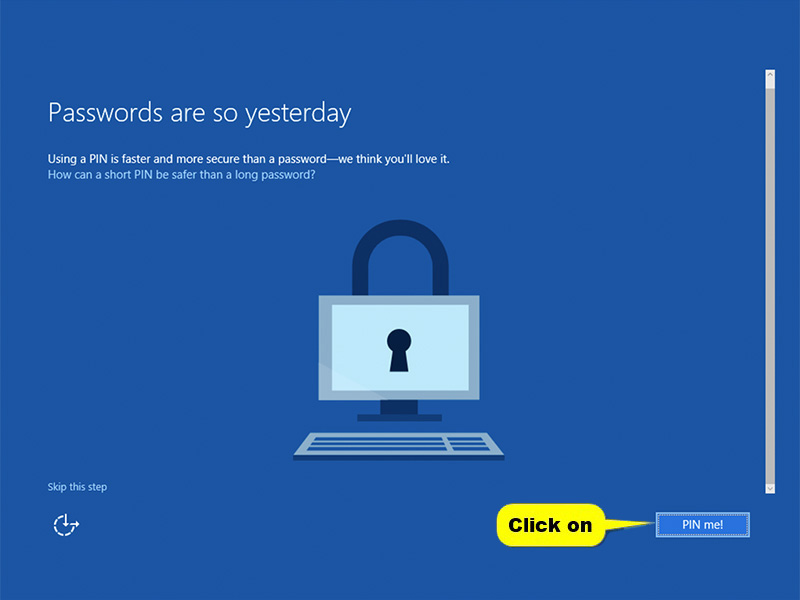 Passwords are so yesterday
Using a PIN is faster and more secure than a password—we think you'll love it.
How can a short PIN be safer than a long password?
Skip this step
Click on
PIN me!